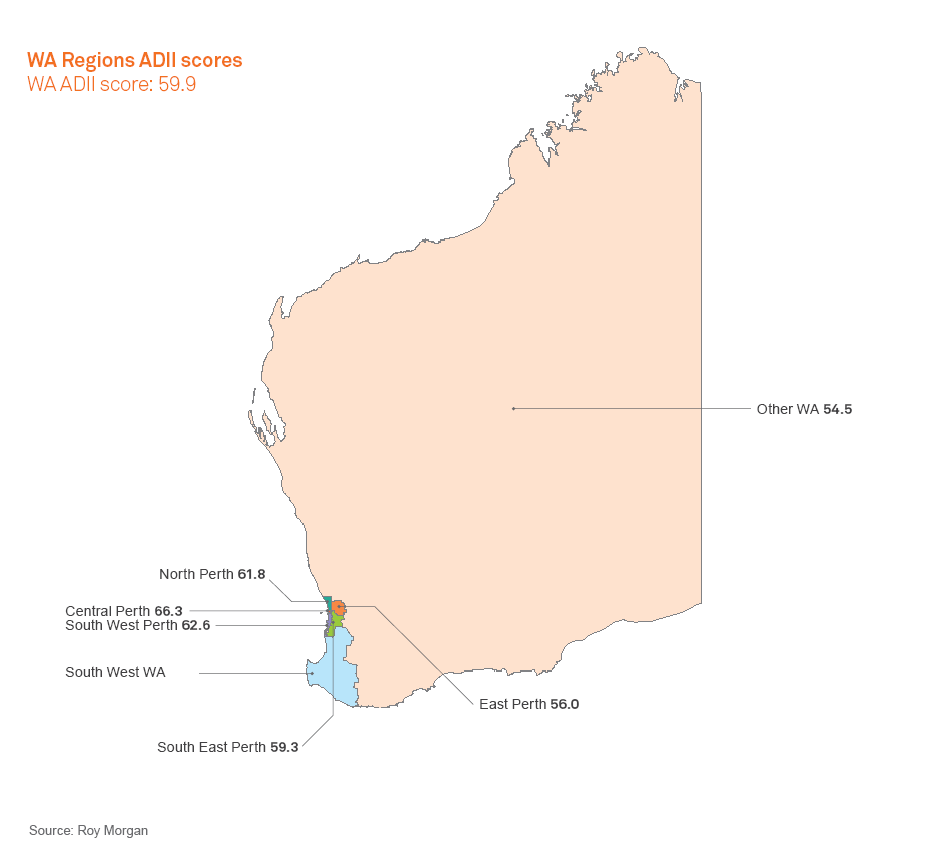 WA Regions ADII scores
WA ADII score: 59.9
Other WA 54.5
North Perth 61.8
Central Perth 66.3
South West Perth 62.6
South West WA
East Perth 56.0
South East Perth 59.3
Source: Roy Morgan